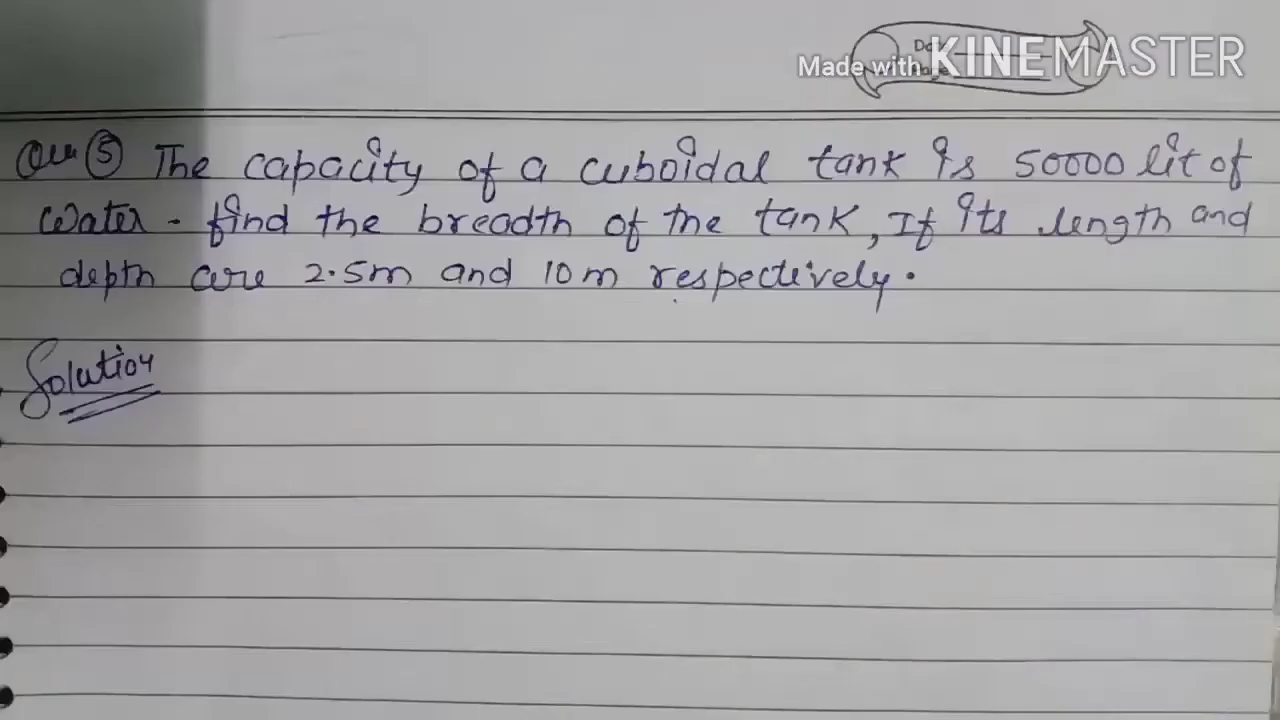 Made with KINEMASTER
Que ⑤ The capacity of a cuboidal tank is 50000 lit of
water. find the breadth of the tank, If its length and
depth are 2.5m and 10m respectively.
Solution